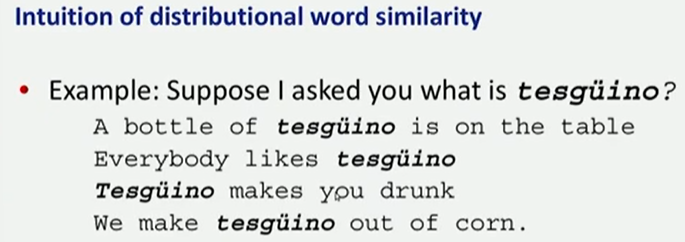 Intuition of distributional word similarity
• Example: Suppose I asked you what is tesgüino?
A bottle of tesgüino is on the table
Everybody likes tesgüino
Tesgüino makes you drunk
We make tesgüino out of corn.